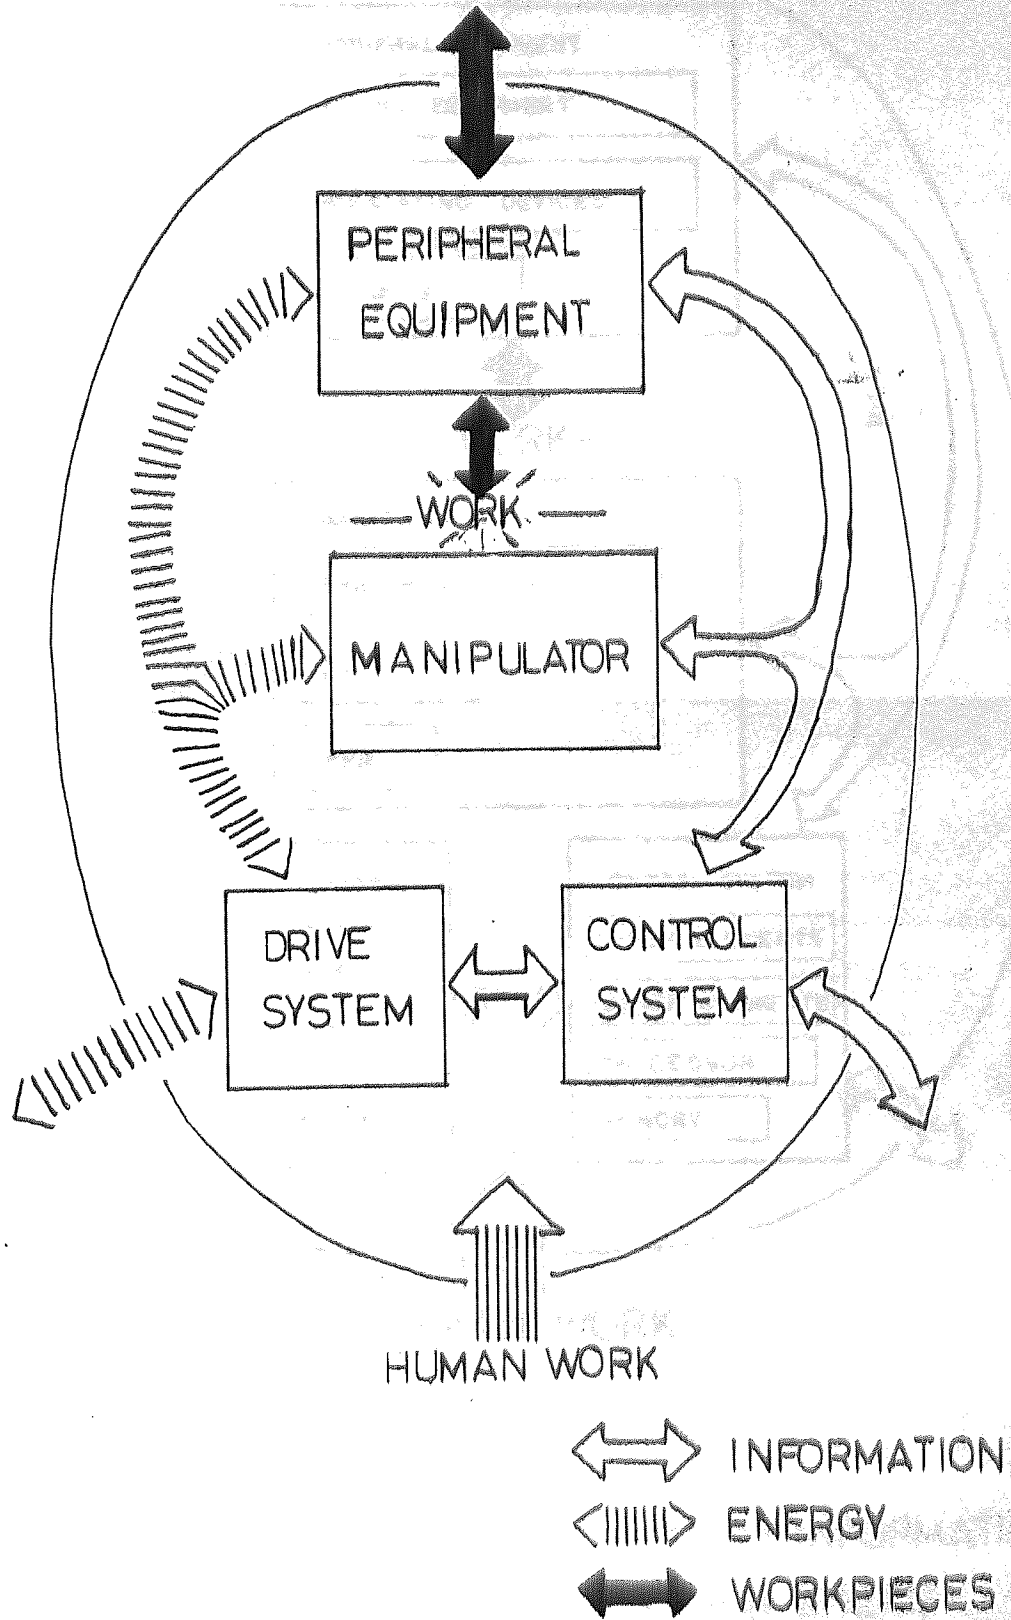 PERIPHERAL
EQUIPMENT
WORK
MANIPULATOR
DRIVE
SYSTEM
CONTROL
SYSTEM
HUMAN WORK
INFORMATION
ENERGY
WORKPIECES